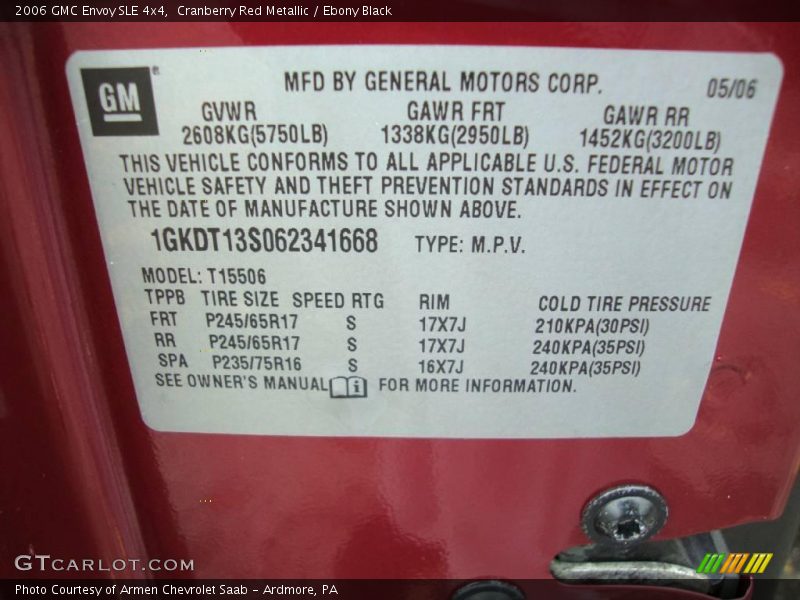 2006 GMC Envoy SLE 4x4,  Cranberry Red Metallic / Ebony Black
GM®
MFD BY GENERAL MOTORS CORP.
05/06
GVWR GAWR FRT GAWR RR
2608KG(5750LB) 1338KG(2950LB) 1452KG(3200LB)
THIS VEHICLE CONFORMS TO ALL APPLICABLE U.S. FEDERAL MOTOR
VEHICLE SAFETY AND THEFT PREVENTION STANDARDS IN EFFECT ON
THE DATE OF MANUFACTURE SHOWN ABOVE.
1GKDT13S062341668 TYPE: M.P.V.
MODEL: T15506
TPPB TIRE SIZE SPEED RTG RIM COLD TIRE PRESSURE
FRT P245/65R17 S 17X7J 210KPA(30PSI)
RR P245/65R17 S 17X7J 240KPA(35PSI)
SPA P235/75R16 S 16X7J 240KPA(35PSI)
SEE OWNER'S MANUAL i FOR MORE INFORMATION.
GTCARLOT.COM
Photo Courtesy of Armen Chevrolet Saab - Ardmore, PA